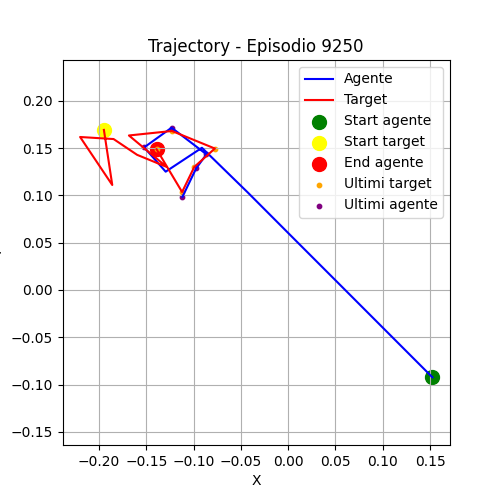 Trajectory - Episodio 9250
Agente
Target
Start agente
Start target
End agente
Ultimi target
Ultimi agente
0.20
0.15
0.10
0.05
0.00
−0.05
−0.10
−0.15
−0.20 −0.15 −0.10 −0.05 0.00 0.05 0.10 0.15
X